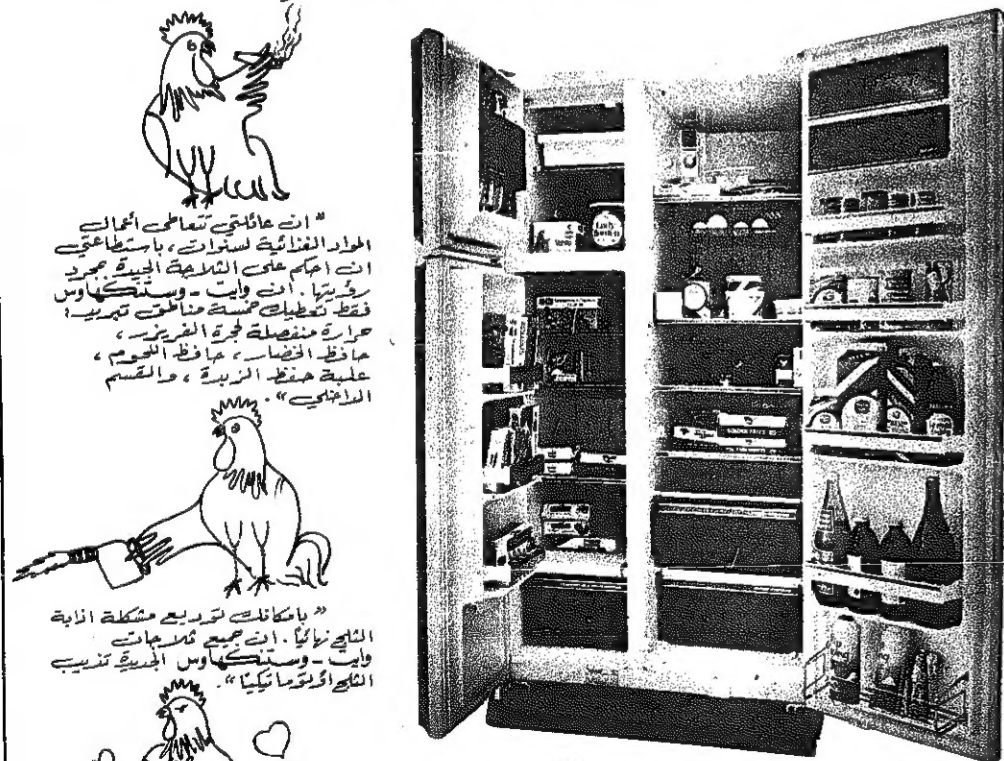 " ان عائلتي تتعاطى أعمال
المواد الغذائية لسنوات، باستطاعتي
ان احكم على الثلاجة الجيدة بمجرد
رؤيتها. ان وايت - وستنكهاوس
فقط تعطيك خمسة مناطق تبريد:
حرارة منفصلة لحجرة الفريزر،
حافظ الخضار، حافظ اللحوم،
علبة حفظ الزبدة، والقسم
الداخلي".
" بامكانك توديع مشكلة اذابة
الثلج نهائياً. ان جميع ثلاجات
وايت - وستنكهاوس الجديدة تذيب
الثلج اوتوماتيكياً".